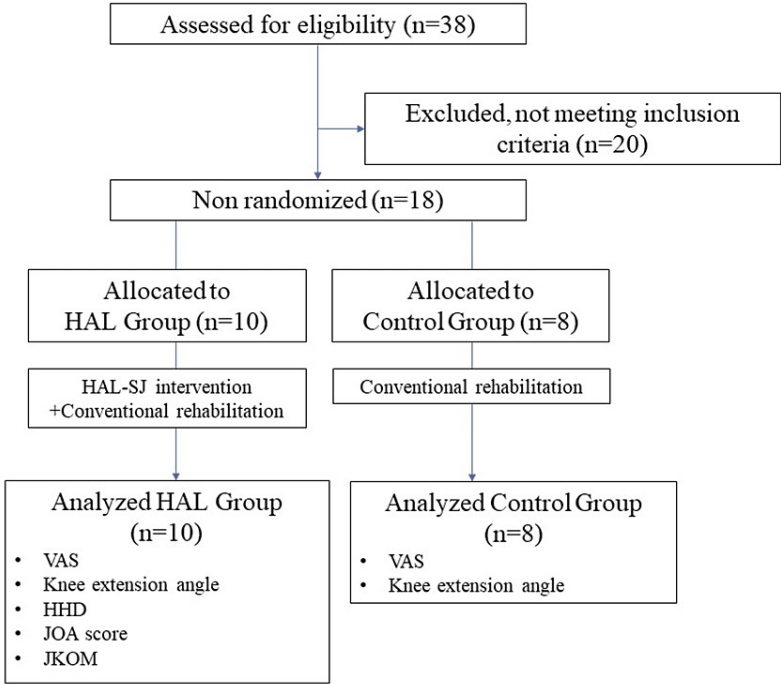 Assessed for eligibility (n=38)
Excluded, not meeting inclusion
criteria (n=20)
Non randomized (n=18)
Allocated to
HAL Group (n=10)
Allocated to
Control Group (n=8)
HAL-SJ intervention
+Conventional rehabilitation
Conventional rehabilitation
Analyzed HAL Group
(n=10)
• VAS
• Knee extension angle
• HHD
• JOA score
• JKOM
Analyzed Control Group
(n=8)
• VAS
• Knee extension angle